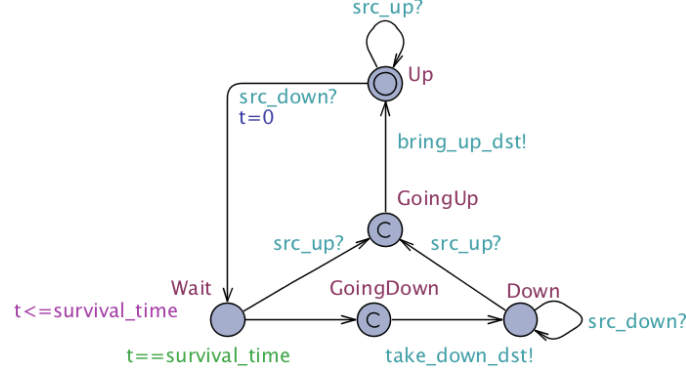 src_up?
Up
src_down?
t=0
bring_up_dst!
GoingUp
src_up?
src_up?
Wait
GoingDown
Down
t<=survival_time
src_down?
t==survival_time
take_down_dst!
C
C